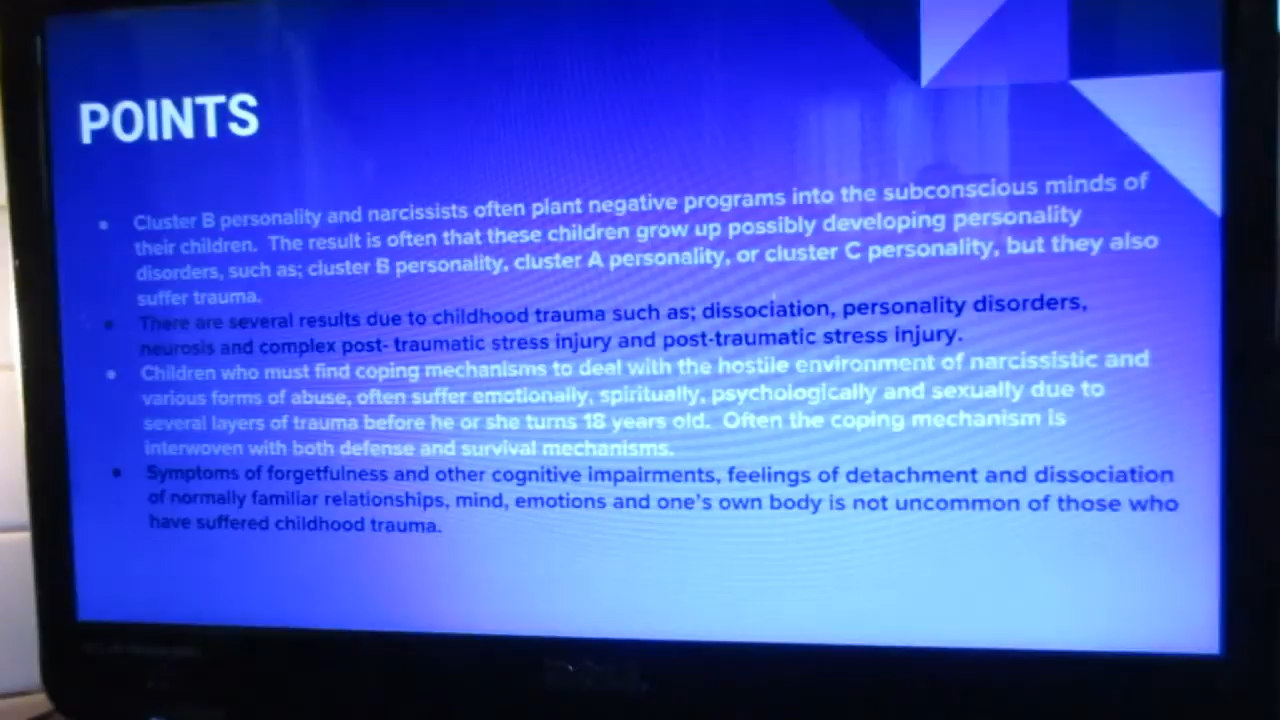 POINTS
• Cluster B personality and narcissists often plant negative programs into the subconscious minds of
their children. The result is often that these children grow up possibly developing personality
disorders, such as; cluster B personality, cluster A personality, or cluster C personality, but they also
suffer trauma.
• There are several results due to childhood trauma such as; dissociation, personality disorders,
neurosis and complex post- traumatic stress injury and post-traumatic stress injury.
• Children who must find coping mechanisms to deal with the hostile environment of narcissistic and
various forms of abuse, often suffer emotionally, spiritually, psychologically and sexually due to
several layers of trauma before he or she turns 18 years old. Often the coping mechanism is
interwoven with both defense and survival mechanisms.
• Symptoms of forgetfulness and other cognitive impairments, feelings of detachment and dissociation
of normally familiar relationships, mind, emotions and one's own body is not uncommon of those who
have suffered childhood trauma.